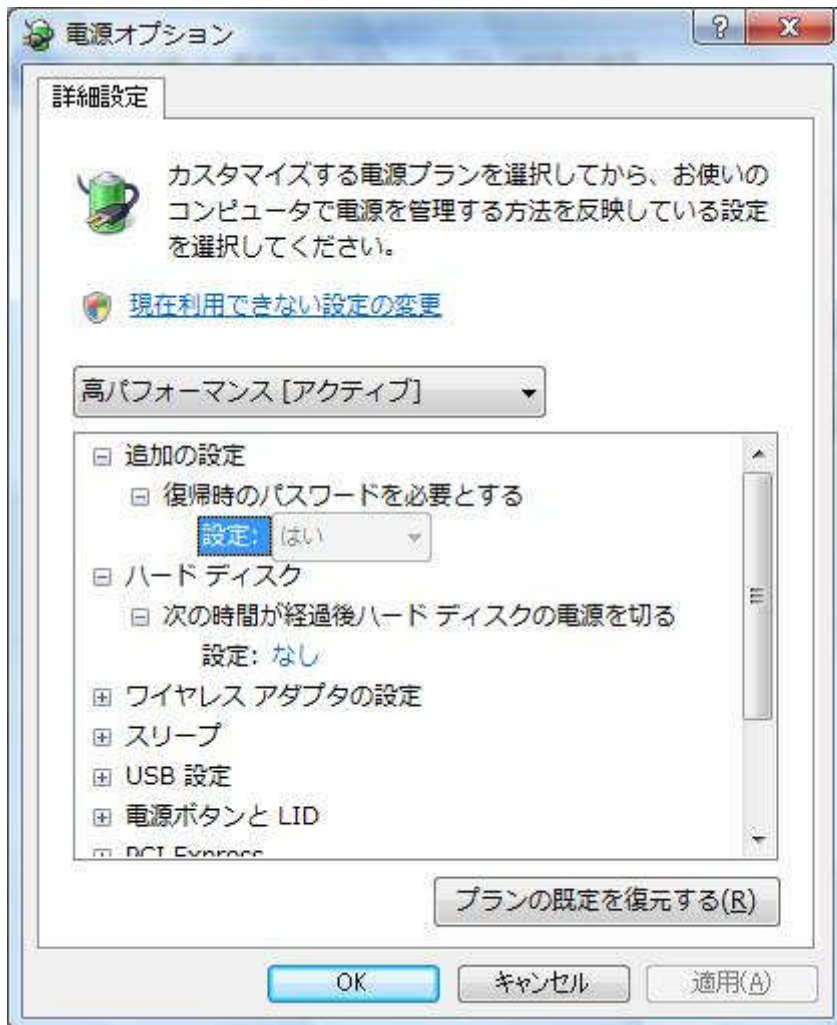 電源オプション
詳細設定
カスタマイズする電源プランを選択してから、お使いの
コンピュータで電源を管理する方法を反映している設定
を選択してください。
現在利用できない設定の変更
高パフォーマンス [アクティブ]
追加の設定
復帰時のパスワードを必要とする
設定: はい
ハード ディスク
次の時間が経過後ハード ディスクの電源を切る
設定: なし
ワイヤレス アダプタの設定
スリープ
USB 設定
電源ボタンと LID
PCI Express
プランの既定を復元する(R)
OK キャンセル 適用(A)